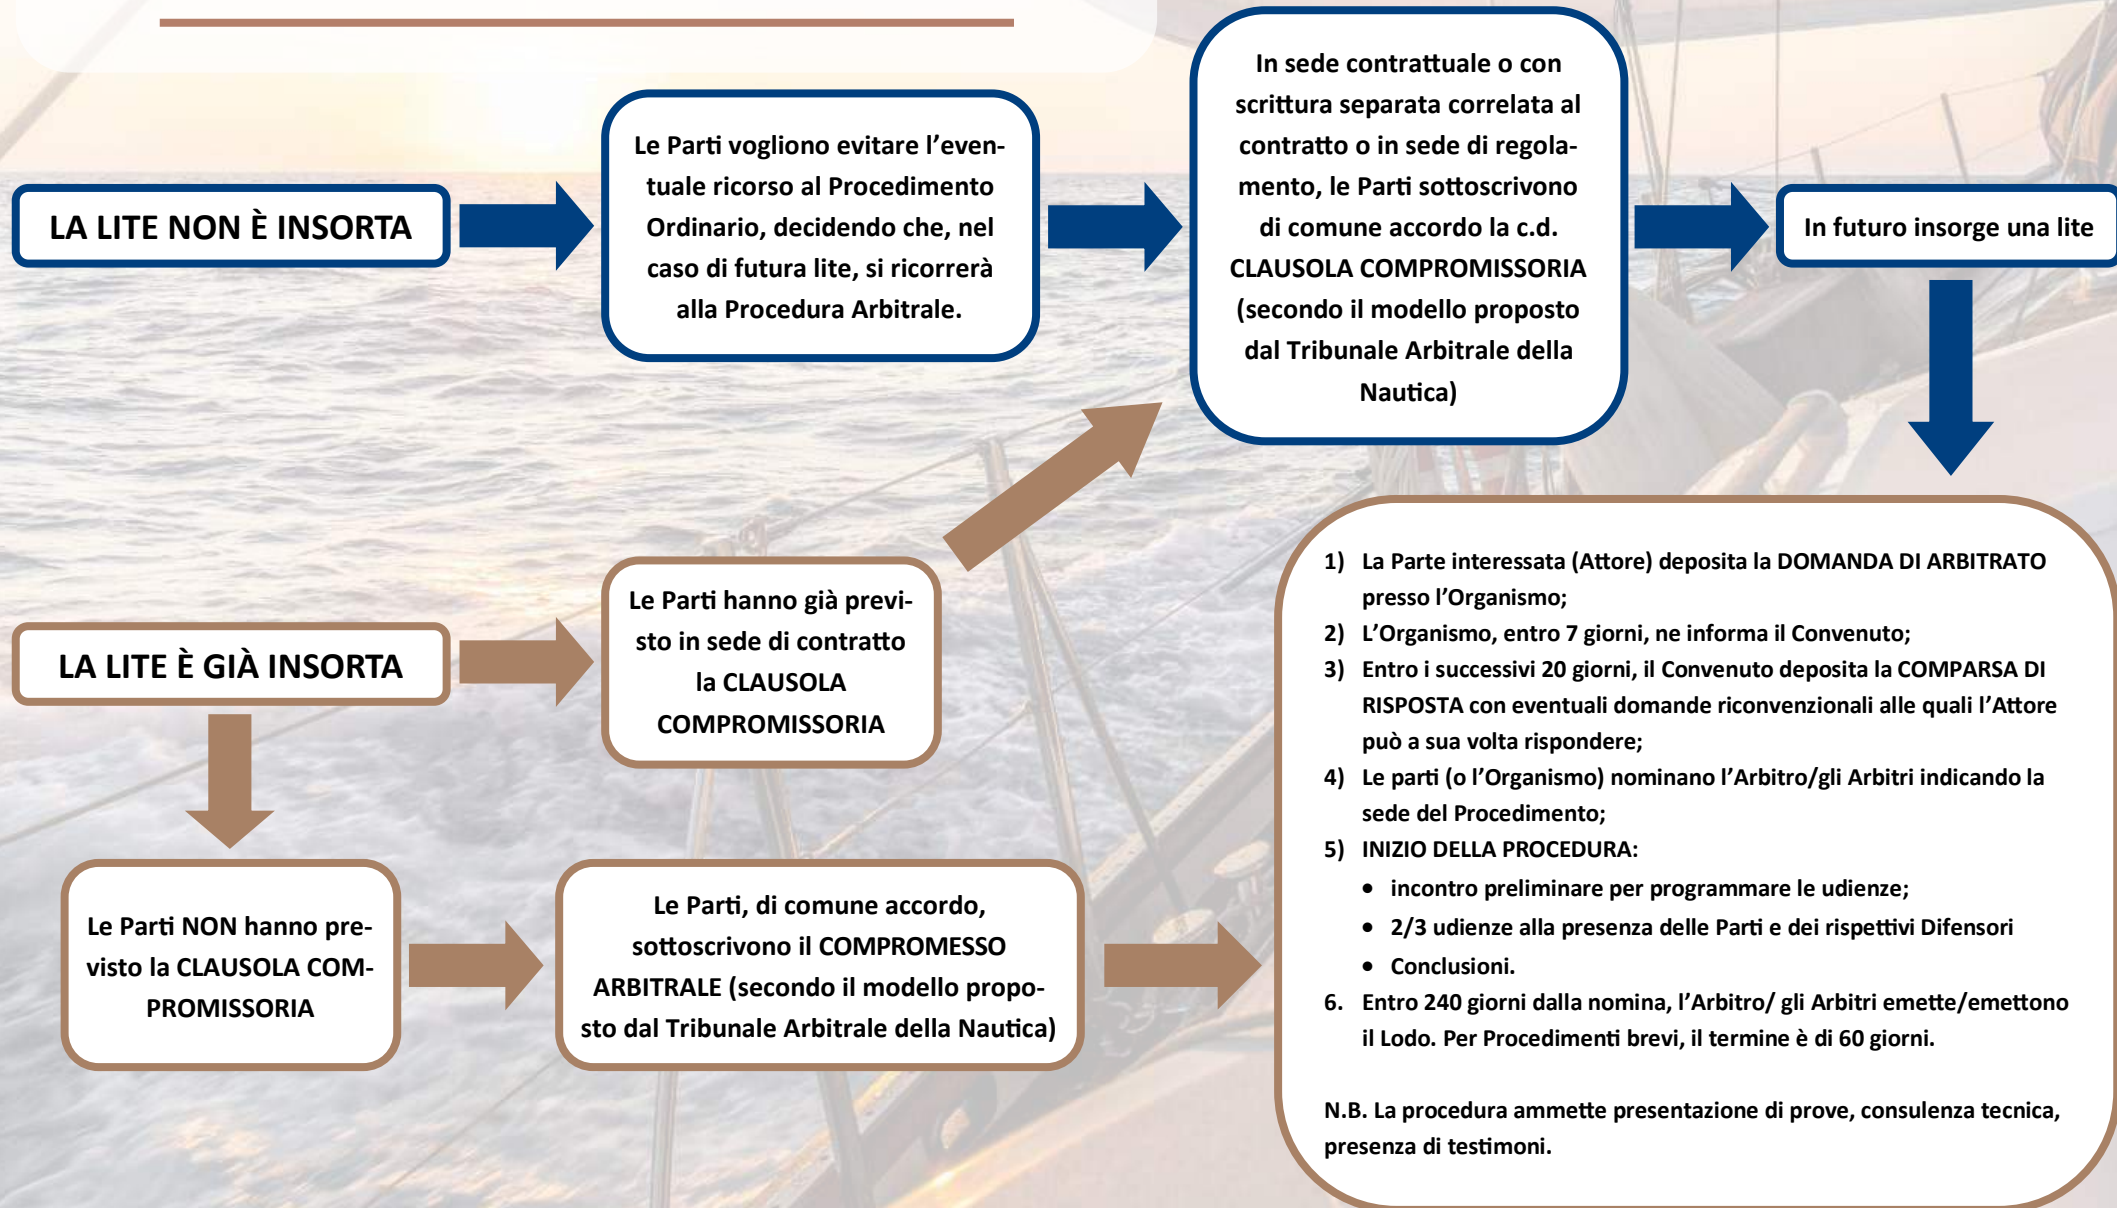 LA LITE NON È INSORTA
Le Parti vogliono evitare l’even-
tuale ricorso al Procedimento
Ordinario, decidendo che, nel
caso di futura lite, si ricorrerà
alla Procedura Arbitrale.
In sede contrattuale o con
scrittura separata correlata al
contratto o in sede di regola-
mento, le Parti sottoscrivono
di comune accordo la c.d.
CLAUSOLA COMPROMISSORIA
(secondo il modello proposto
dal Tribunale Arbitrale della
Nautica)
In futuro insorge una lite
LA LITE È GIÀ INSORTA
Le Parti hanno già previ-
sto in sede di contratto
la CLAUSOLA
COMPROMISSORIA
Le Parti NON hanno pre-
visto la CLAUSOLA COM-
PROMISSORIA
Le Parti, di comune accordo,
sottoscrivono il COMPROMESSO
ARBITRALE (secondo il modello propo-
sto dal Tribunale Arbitrale della Nautica)
1) La Parte interessata (Attore) deposita la DOMANDA DI ARBITRATO
presso l’Organismo;
2) L’Organismo, entro 7 giorni, ne informa il Convenuto;
3) Entro i successivi 20 giorni, il Convenuto deposita la COMPARSA DI
RISPOSTA con eventuali domande riconvenzionali alle quali l’Attore
può a sua volta rispondere;
4) Le parti (o l’Organismo) nominano l’Arbitro/gli Arbitri indicando la
sede del Procedimento;
5) INIZIO DELLA PROCEDURA:
• incontro preliminare per programmare le udienze;
• 2/3 udienze alla presenza delle Parti e dei rispettivi Difensori
• Conclusioni.
6. Entro 240 giorni dalla nomina, l’Arbitro/ gli Arbitri emette/emettono
il Lodo. Per Procedimenti brevi, il termine è di 60 giorni.
N.B. La procedura ammette presentazione di prove, consulenza tecnica,
presenza di testimoni.